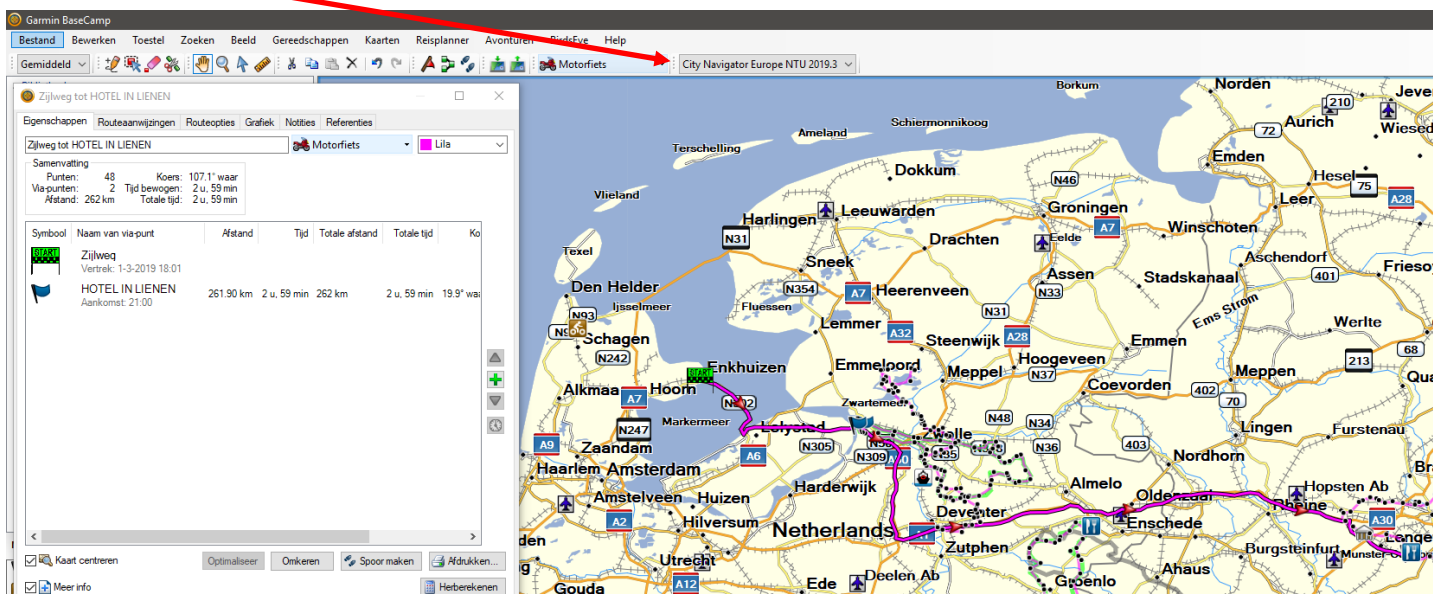 Garmin BaseCamp
Bestand Bewerken Toestel Zoeken Beeld Gereedschappen Kaarten Reisplanner Avonturen BirdsEye Help
Gemiddeld Motorfiets City Navigator Europe NTU 2019.3
Zijlweg tot HOTEL IN LIENEN
Eigenschappen Routeaanwijzingen Routeopties Grafiek Notities Referenties
Zijlweg tot HOTEL IN LIENEN Motorfiets Lila
Samenvatting
Punten: 48 Koers: 107.1° waar
Via-punten: 2 Tijd bewogen: 2 u, 59 min
Afstand: 262 km Totale tijd: 2 u, 59 min
Symbool Naam van via-punt Afstand Tijd Totale afstand Totale tijd Ko
START Zijlweg
Vertrek: 1-3-2019 18:01
HOTEL IN LIENEN 261.90 km 2 u, 59 min 262 km 2 u, 59 min 19.9° waa
Aankomst: 21:00
Kaart centreren Optimaliseer Omkeren Spoor maken Afdrukken...
Meer info Herberekenen
Borkum Norden Jever
210
Ameland Schiermonnikoog 72 Aurich Wiesed
Terschelling Emden
Dokkum N46 Hesel 75
Vlieland Leer A28
Harlingen Leeuwarden Groningen
N31 Drachten Eelde A7 Winschoten
Texel Sneek Aschendorf
Assen Stadskanaal 401 Frieso
Den Helder N354 A7 Heerenveen N33
Ijsselmeer Fluessen N31 Ems Strom
N93 Lemmer A32 Werlte
Schagen Steenwijk A28 Emmen 68
N242 Hoogeveen 213
START Enkhuizen Emmeloord Meppel N37 Meppen
Alkmaa A7 Hoorn Coevorden 402 70
Zwartemeer
N247 Markermeer Lelystad N48 N34 Lingen Furstenau
A9 Zaandam A6 N305 N309 N35 N36 403
Haarlem Amsterdam Nordhorn
Harderwijk Almelo Hopsten Ab
Amstelveen Huizen Oldenzaal Rheine
A2 Hilversum Deventer Enschede A30
Netherlands Zutphen Burgsteinfurt
Utrecht Ahaus
A12 Ede Deelen Ab Groenlo
Gouda